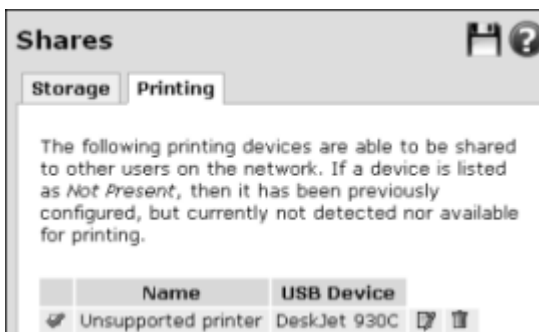 Shares
Storage Printing
The following printing devices are able to be shared
to other users on the network. If a device is listed
as Not Present, then it has been previously
configured, but currently not detected nor available
for printing.
Name USB Device
Unsupported printer DeskJet 930C